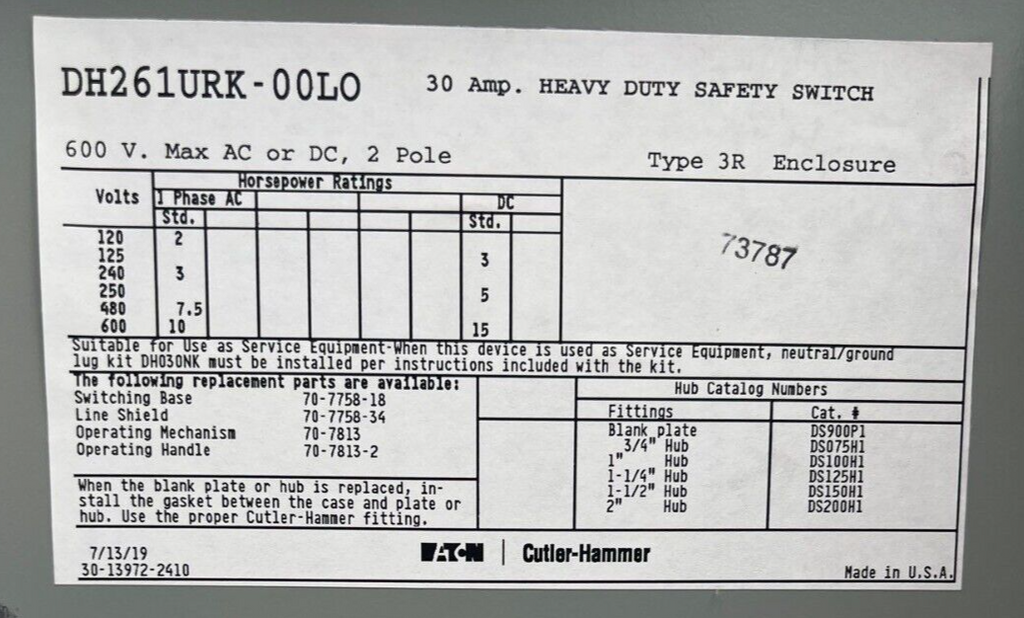 DH261URK-00LO 30 Amp. HEAVY DUTY SAFETY SWITCH
600 V. Max AC or DC, 2 Pole Type 3R Enclosure
Horsepower Ratings
Volts 1 Phase AC DC
Std. Std.
120 2
125 3
240 3
250 5
480 7.5
600 10 15
73787
Suitable for Use as Service Equipment-When this device is used as Service Equipment, neutral/ground
lug kit DH030NK must be installed per instructions included with the kit.
The following replacement parts are available:
Switching Base 70-7758-18
Line Shield 70-7758-34
Operating Mechanism 70-7813
Operating Handle 70-7813-2
When the blank plate or hub is replaced, in-
stall the gasket between the case and plate or
hub. Use the proper Cutler-Hammer fitting.
Hub Catalog Numbers
Fittings Cat. #
Blank plate DS900P1
3/4" Hub DS075H1
1" Hub DS100H1
1-1/4" Hub DS125H1
1-1/2" Hub DS150H1
2" Hub DS200H1
7/13/19
30-13972-2410
EATON | Cutler-Hammer
Made in U.S.A.